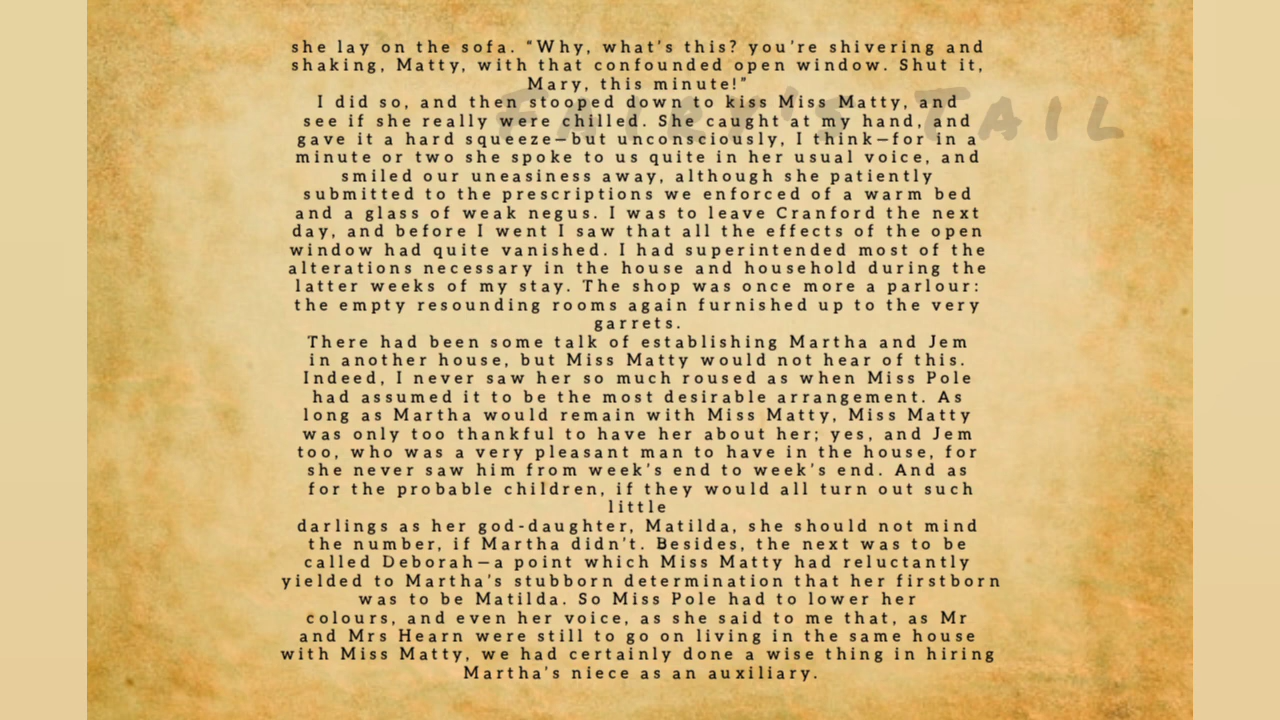 she lay on the sofa. “Why, what’s this? you’re shivering and
shaking, Matty, with that confounded open window. Shut it,
Mary, this minute!”
I did so, and then stooped down to kiss Miss Matty, and
see if she really were chilled. She caught at my hand, and
gave it a hard squeeze—but unconsciously, I think—for in a
minute or two she spoke to us quite in her usual voice, and
smiled our uneasiness away, although she patiently
submitted to the prescriptions we enforced of a warm bed
and a glass of weak negus. I was to leave Cranford the next
day, and before I went I saw that all the effects of the open
window had quite vanished. I had superintended most of the
alterations necessary in the house and household during the
latter weeks of my stay. The shop was once more a parlour:
the empty resounding rooms again furnished up to the very
garrets.
There had been some talk of establishing Martha and Jem
in another house, but Miss Matty would not hear of this.
Indeed, I never saw her so much roused as when Miss Pole
had assumed it to be the most desirable arrangement. As
long as Martha would remain with Miss Matty, Miss Matty
was only too thankful to have her about her; yes, and Jem
too, who was a very pleasant man to have in the house, for
she never saw him from week’s end to week’s end. And as
for the probable children, if they would all turn out such
little
darlings as her god-daughter, Matilda, she should not mind
the number, if Martha didn’t. Besides, the next was to be
called Deborah—a point which Miss Matty had reluctantly
yielded to Martha’s stubborn determination that her firstborn
was to be Matilda. So Miss Pole had to lower her
colours, and even her voice, as she said to me that, as Mr
and Mrs Hearn were still to go on living in the same house
with Miss Matty, we had certainly done a wise thing in hiring
Martha’s niece as an auxiliary.
FAIRY'S TAIL